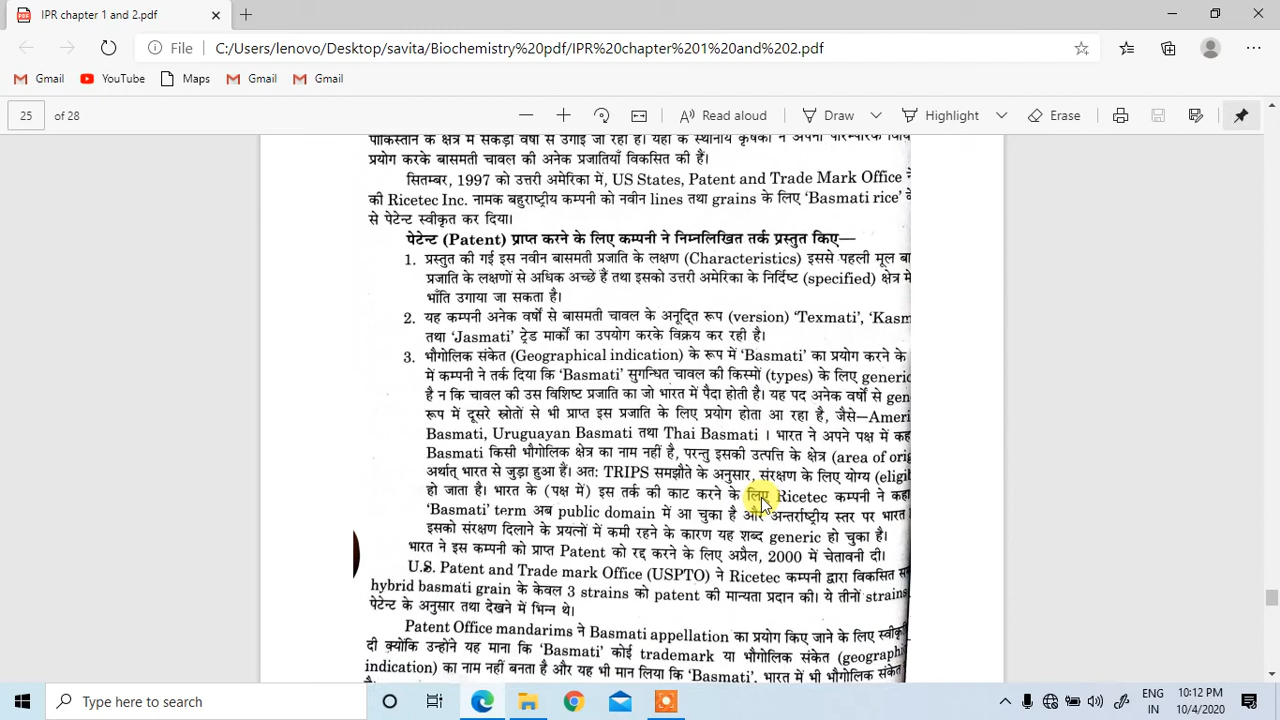 IPR chapter 1 and 2.pdf
File C:/Users/lenovo/Desktop/savita/Biochemistry%20pdf/IPR%20chapter%201%20and%202.pdf
Gmail YouTube Maps Gmail Gmail
25 of 28 Read aloud Draw Highlight Erase
पाकिस्तान के क्षेत्र में सैकड़ों वर्षों से उगाई जा रहा है। यहाँ के स्थानीय कृषकों ने अपनी पारम्परिक
प्रयोग करके बासमती चावल की अनेक प्रजातियाँ विकसित की हैं।
सितम्बर, 1997 को उत्तरी अमेरिका में, US States, Patent and Trade Mark Office
की Ricetec Inc. नामक बहुराष्ट्रीय कम्पनी को नवीन lines तथा grains के लिए 'Basmati rice'
से पेटेन्ट स्वीकृत कर दिया।
पेटेन्ट (Patent) प्राप्त करने के लिए कम्पनी ने निम्नलिखित तर्क प्रस्तुत किए—
1. प्रस्तुत की गई इस नवीन बासमती प्रजाति के लक्षण (Characteristics) इससे पहली मूल
प्रजाति के लक्षणों से अधिक अच्छे हैं तथा इसको उत्तरी अमेरिका के निर्दिष्ट (specified) क्षेत्र में
भाँति उगाया जा सकता है।
2. यह कम्पनी अनेक वर्षों से बासमती चावल के अनूदित रूप (version) 'Texmati', 'Kasm
तथा 'Jasmati' ट्रेड मार्कों का उपयोग करके विक्रय कर रही है।
3. भौगोलिक संकेत (Geographical indication) के रूप में 'Basmati' का प्रयोग करने के
में कम्पनी ने तर्क दिया कि 'Basmati' सुगन्धित चावल की किस्मों (types) के लिए generic
है न कि चावल की उस विशिष्ट प्रजाति का जो भारत में पैदा होती है। यह पद अनेक वर्षों से gen
रूप में दूसरे स्रोतों से भी प्राप्त इस प्रजाति के लिए प्रयोग होता आ रहा है, जैसे—Ameri
Basmati, Uruguayan Basmati तथा Thai Basmati । भारत ने अपने पक्ष में कहा
Basmati किसी भौगोलिक क्षेत्र का नाम नहीं है, परन्तु इसकी उत्पत्ति के क्षेत्र (area of orig
अर्थात् भारत से जुड़ा हुआ है। अत: TRIPS समझौते के अनुसार, संरक्षण के लिए योग्य (eligi
हो जाता है। भारत के (पक्ष में) इस तर्क की काट करने के लिए Ricetec कम्पनी ने कहा
'Basmati' term अब public domain में आ चुका है और अन्तर्राष्ट्रीय स्तर पर भारत
इसको संरक्षण दिलाने के प्रयत्नों में कमी रहने के कारण यह शब्द generic हो चुका है।
भारत ने इस कम्पनी को प्राप्त Patent को रद्द करने के लिए अप्रैल, 2000 में चेतावनी दी।
U.S. Patent and Trade mark Office (USPTO) ने Ricetec कम्पनी द्वारा विकसित
hybrid basmati grain के केवल 3 strains को patent की मान्यता प्रदान की। ये तीनों strains
पेटेन्ट के अनुसार तथा देखने में भिन्न थे।
Patent Office mandarims ने Basmati appellation का प्रयोग किए जाने के लिए स्वीकृ
दी क्योंकि उन्होंने यह माना कि 'Basmati' कोई trademark या भौगोलिक संकेत (geographi
indication) का नाम नहीं बनता है और यह भी मान लिया कि 'Basmati', भारत में भी भौगोलिक संकेत
Type here to search
ENG 10:12 PM
IN 10/4/2020